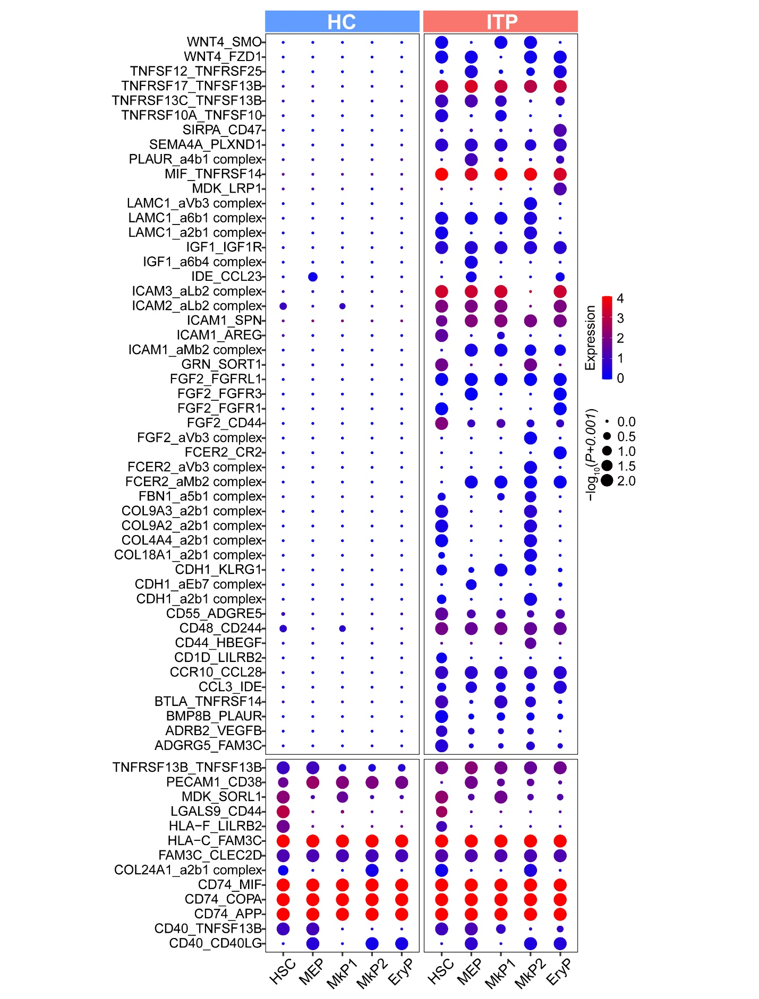 HC
ITP
WNT4_SMO
WNT4_FZD1
TNFSF12_TNFRSF25
TNFRSF17_TNFSF13B
TNFRSF13C_TNFSF13B
TNFRSF10A_TNFSF10
SIRPA_CD47
SEMA4A_PLXND1
PLAUR_a4b1 complex
MIF_TNFRSF14
MDK_LRP1
LAMC1_aVb3 complex
LAMC1_a6b1 complex
LAMC1_a2b1 complex
IGF1_IGF1R
IGF1_a6b4 complex
IDE_CCL23
ICAM3_aLb2 complex
ICAM2_aLb2 complex
ICAM1_SPN
ICAM1_AREG
ICAM1_aMb2 complex
GRN_SORT1
FGF2_FGFRL1
FGF2_FGFR3
FGF2_FGFR1
FGF2_CD44
FGF2_aVb3 complex
FCER2_CR2
FCER2_aVb3 complex
FCER2_aMb2 complex
FBN1_a5b1 complex
COL9A3_a2b1 complex
COL9A2_a2b1 complex
COL4A4_a2b1 complex
COL18A1_a2b1 complex
CDH1_KLRG1
CDH1_aEb7 complex
CDH1_a2b1 complex
CD55_ADGRE5
CD48_CD244
CD44_HBEGF
CD1D_LILRB2
CCR10_CCL28
CCL3_IDE
BTLA_TNFRSF14
BMP8B_PLAUR
ADRB2_VEGFB
ADGRG5_FAM3C
TNFRSF13B_TNFSF13B
PECAM1_CD38
MDK_SORL1
LGALS9_CD44
HLA−F_LILRB2
HLA−C_FAM3C
FAM3C_CLEC2D
COL24A1_a2b1 complex
CD74_MIF
CD74_COPA
CD74_APP
CD40_TNFSF13B
CD40_CD40LG
HSC
MEP
MkP1
MkP2
EryP
HSC
MEP
MkP1
MkP2
EryP
Expression
4
3
2
1
0
−log10(P+0.001)
0.0
0.5
1.0
1.5
2.0